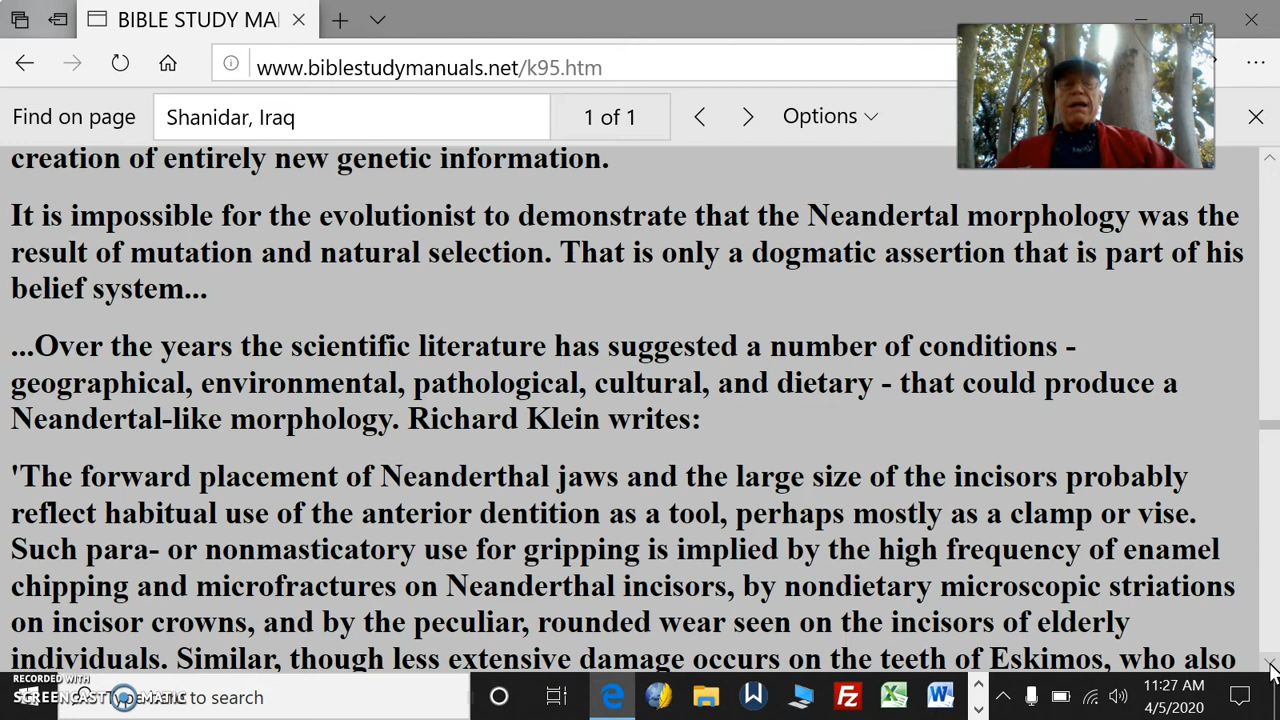 BIBLE STUDY MA
www.biblestudymanuals.net/k95.htm
Find on page
Shanidar, Iraq
1 of 1
Options
creation of entirely new genetic information.
It is impossible for the evolutionist to demonstrate that the Neandertal morphology was the
result of mutation and natural selection. That is only a dogmatic assertion that is part of his
belief system...
...Over the years the scientific literature has suggested a number of conditions -
geographical, environmental, pathological, cultural, and dietary - that could produce a
Neandertal-like morphology. Richard Klein writes:
'The forward placement of Neanderthal jaws and the large size of the incisors probably
reflect habitual use of the anterior dentition as a tool, perhaps mostly as a clamp or vise.
Such para- or nonmasticatory use for gripping is implied by the high frequency of enamel
chipping and microfractures on Neanderthal incisors, by nondietary microscopic striations
on incisor crowns, and by the peculiar, rounded wear seen on the incisors of elderly
individuals. Similar, though less extensive damage occurs on the teeth of Eskimos, who also
RECORDED WITH
SCREENCAST MATIC
to search
11:27 AM
4/5/2020